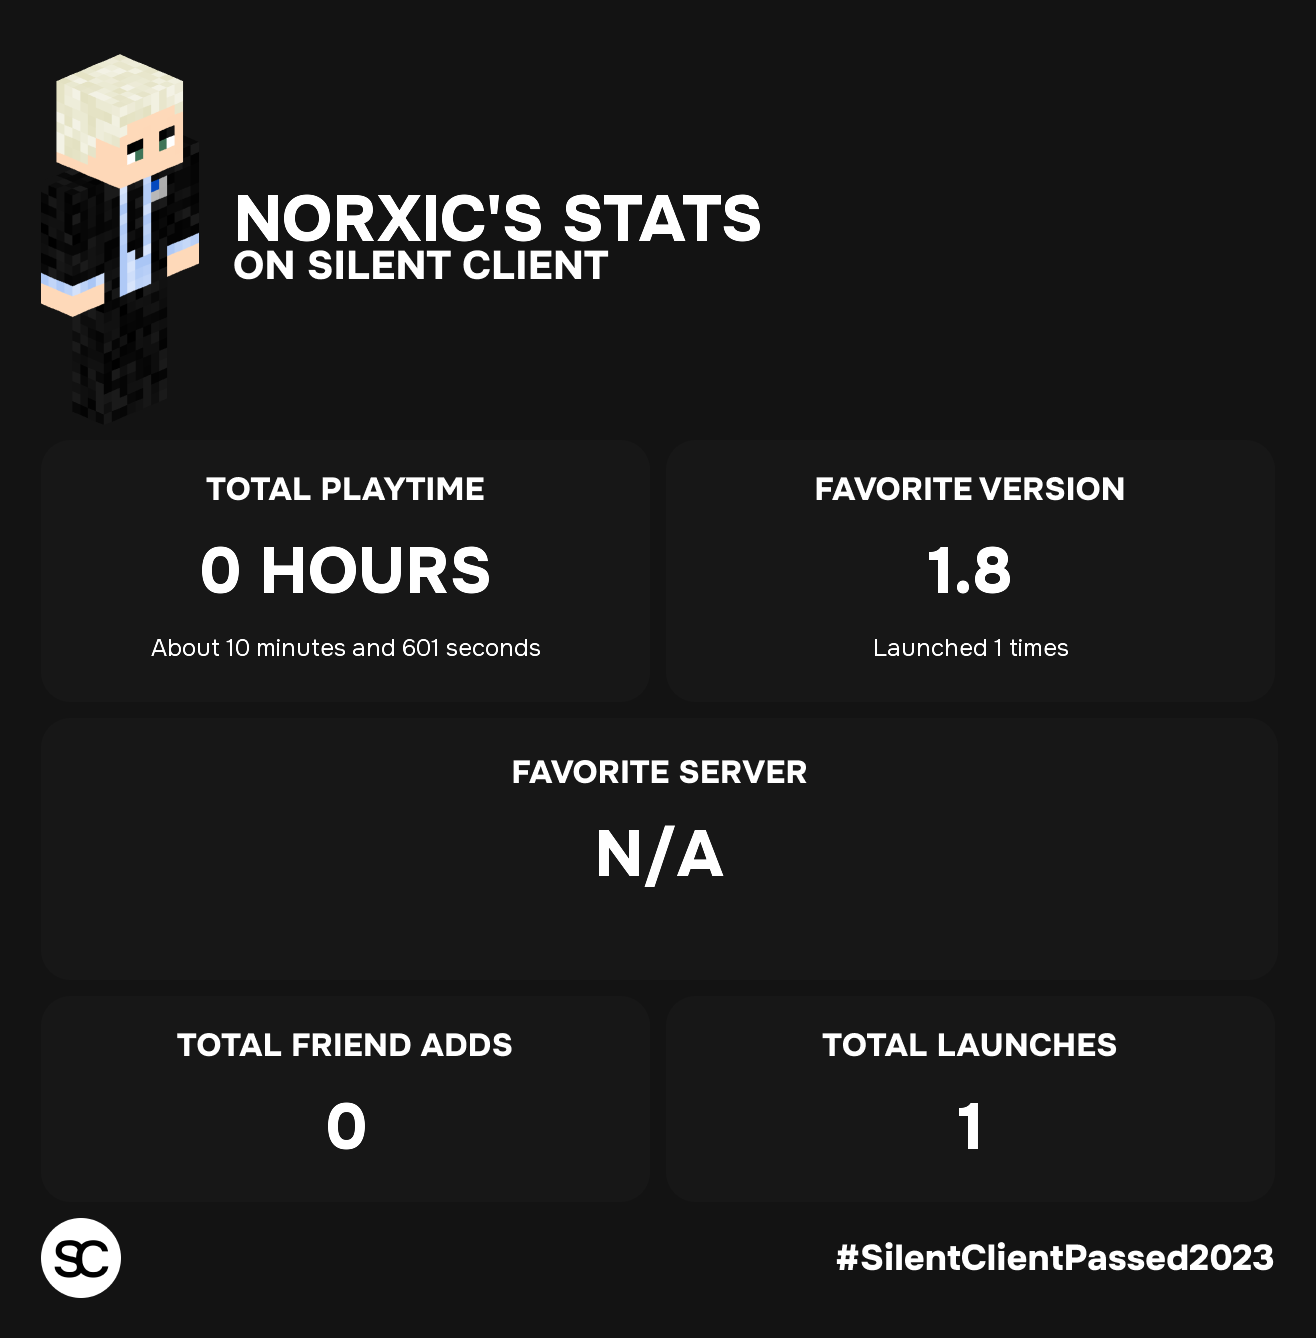 NORXIC'S STATS
ON SILENT CLIENT
TOTAL PLAYTIME
0 HOURS
About 10 minutes and 601 seconds
FAVORITE VERSION
1.8
Launched 1 times
FAVORITE SERVER
N/A
TOTAL FRIEND ADDS
0
TOTAL LAUNCHES
1
SC
#SilentClientPassed2023